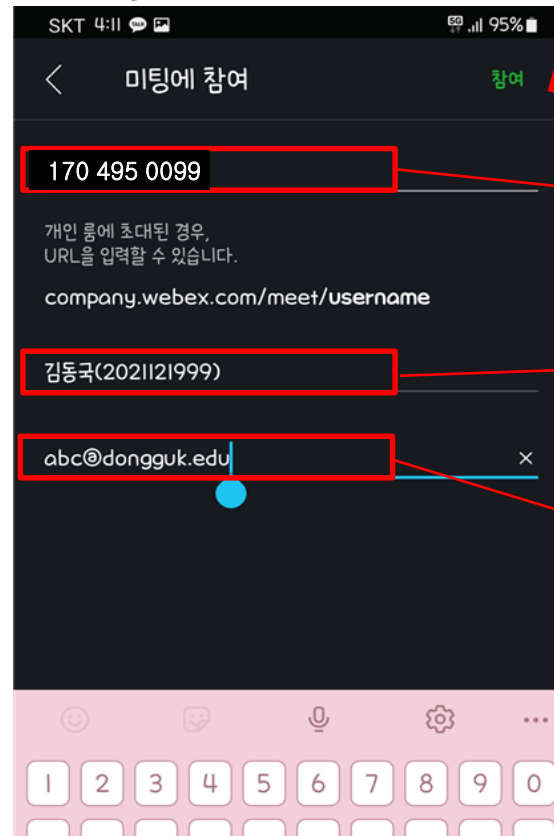 SKT 4:11 TALK 5G 95%
미팅에 참여 참여
170 495 0099
개인 룸에 초대된 경우,
URL을 입력할 수 있습니다.
company.webex.com/meet/username
김동국(2021121999)
abc@dongguk.edu
1 2 3 4 5 6 7 8 9 0